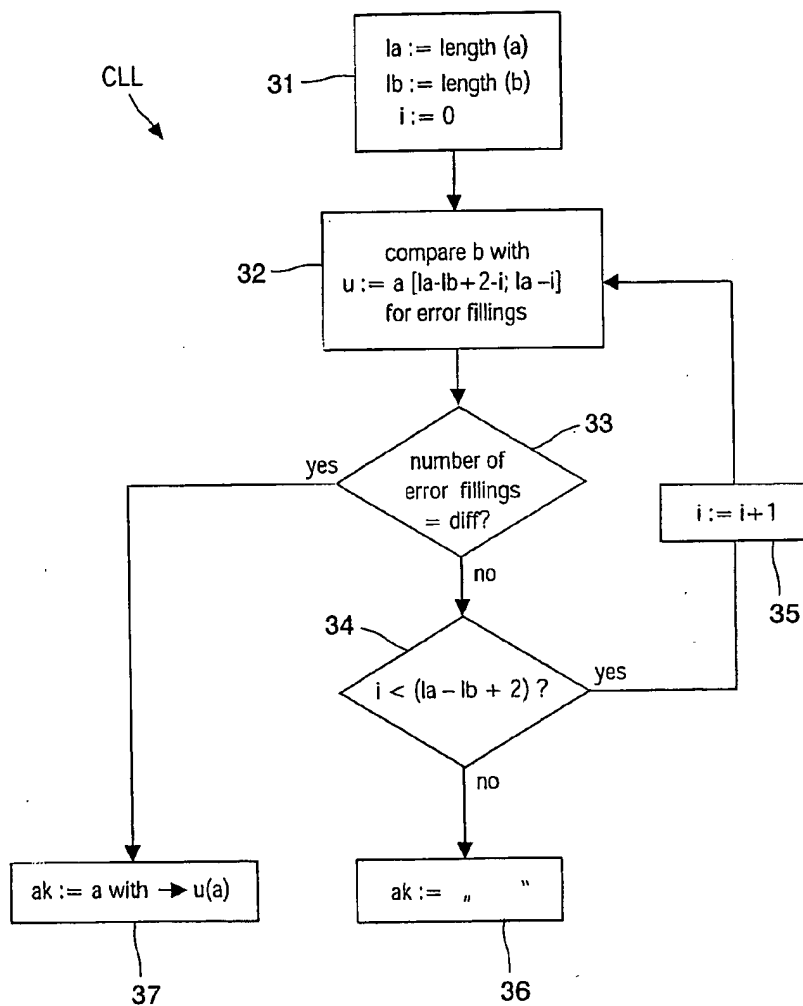 CLL
31
la := length (a)
lb := length (b)
i := 0
32
compare b with
u := a [la-lb+2-i; la-i]
for error fillings
33
yes
number of
error fillings
= diff?
no
i := i+1
35
34
i < (la-lb + 2) ?
yes
no
ak := a with → u(a)
37
ak := „ “
36